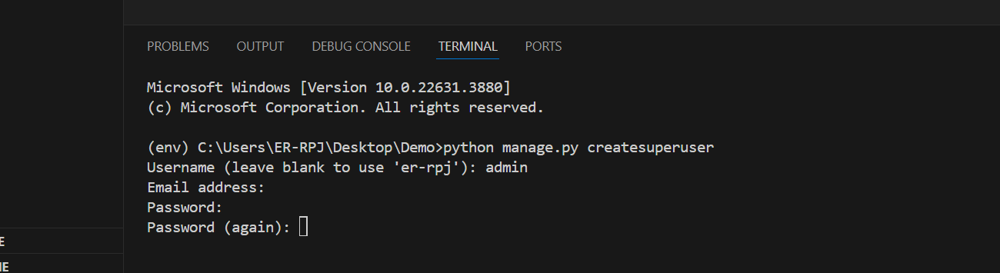 PROBLEMS OUTPUT DEBUG CONSOLE TERMINAL PORTS
Microsoft Windows [Version 10.0.22631.3880]
(c) Microsoft Corporation. All rights reserved.
(env) C:\Users\ER-RPJ\Desktop\Demo>python manage.py createsuperuser
Username (leave blank to use 'er-rpj'): admin
Email address:
Password:
Password (again):